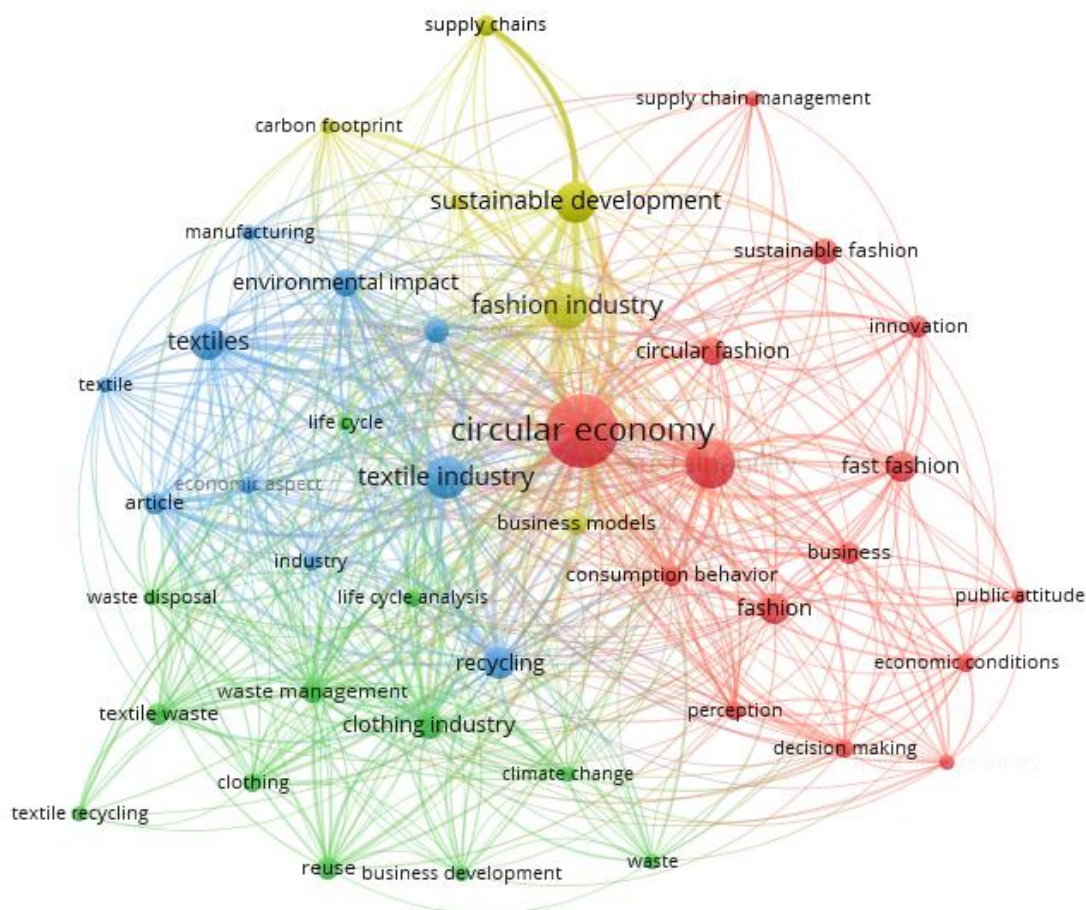 supply chains
supply chain management
carbon footprint
sustainable development
manufacturing
sustainable fashion
environmental impact
fashion industry
innovation
textiles
circular fashion
textile
life cycle
circular economy
sustainability
fast fashion
textile industry
economic aspect
article
business models
business
industry
consumption behavior
waste disposal
life cycle analysis
public attitude
fashion
recycling
economic conditions
waste management
textile waste
clothing industry
perception
decision making
survey
clothing
climate change
textile recycling
reuse
business development
waste